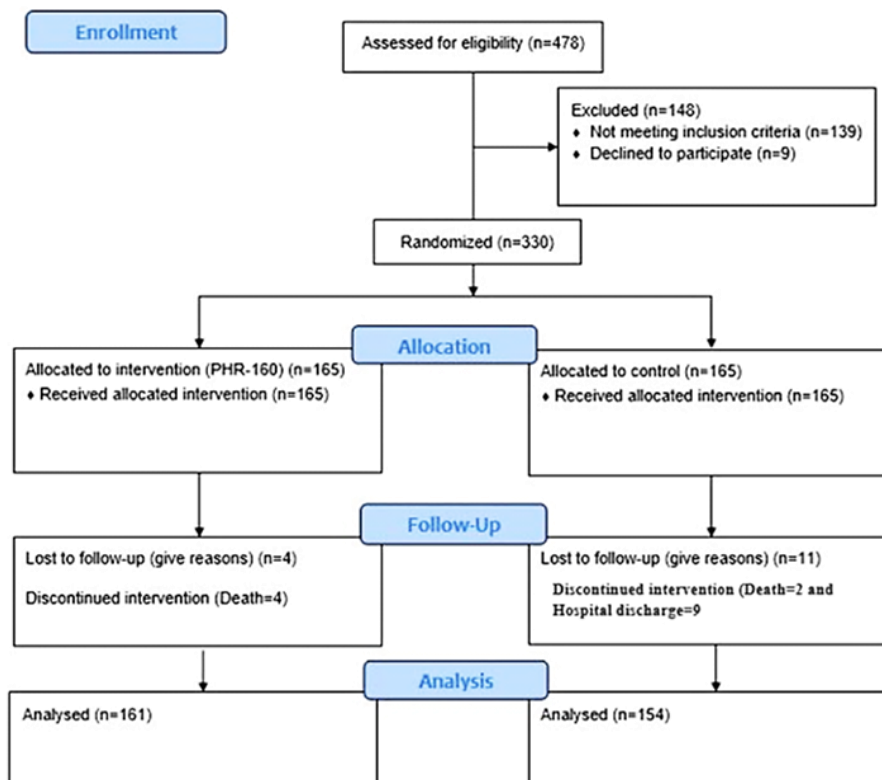 Enrollment
Assessed for eligibility (n=478)
Excluded (n=148)
♦ Not meeting inclusion criteria (n=139)
♦ Declined to participate (n=9)
Randomized (n=330)
Allocation
Allocated to intervention (PHR-160) (n=165)
♦ Received allocated intervention (n=165)
Allocated to control (n=165)
♦ Received allocated intervention (n=165)
Follow-Up
Lost to follow-up (give reasons) (n=4)
Discontinued intervention (Death=4)
Lost to follow-up (give reasons) (n=11)
Discontinued intervention (Death=2 and
Hospital discharge=9
Analysis
Analysed (n=161)
Analysed (n=154)